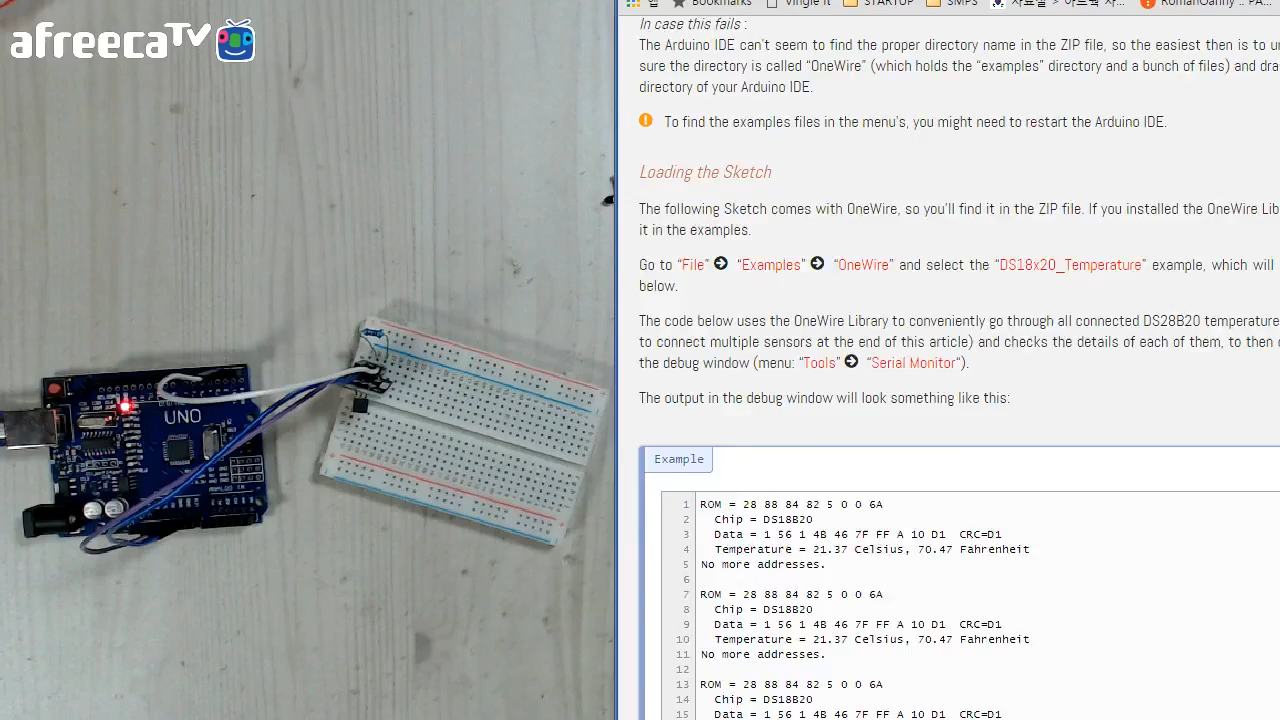 afreecaTV
UNO
Bookmarks
Vingle it
STARTUP
SMPS
In case this fails :
The Arduino IDE can't seem to find the proper directory name in the ZIP file, so the easiest then is to
sure the directory is called “OneWire” (which holds the “examples” directory and a bunch of files) and
directory of your Arduino IDE.
To find the examples files in the menu's, you might need to restart the Arduino IDE.
Loading the Sketch
The following Sketch comes with OneWire, so you'll find it in the ZIP file. If you installed the OneWire
it in the examples.
Go to “File” “Examples” “OneWire” and select the “DS18x20_Temperature” example, which will
below.
The code below uses the OneWire Library to conveniently go through all connected DS28B20 temperature
to connect multiple sensors at the end of this article) and checks the details of each of them, to then
the debug window (menu: “Tools” “Serial Monitor“).
The output in the debug window will look something like this:
Example
1 ROM = 28 88 84 82 5 0 0 6A
2 Chip = DS18B20
3 Data = 1 56 1 4B 46 7F FF A 10 D1 CRC=D1
4 Temperature = 21.37 Celsius, 70.47 Fahrenheit
5 No more addresses.
6
7 ROM = 28 88 84 82 5 0 0 6A
8 Chip = DS18B20
9 Data = 1 56 1 4B 46 7F FF A 10 D1 CRC=D1
10 Temperature = 21.37 Celsius, 70.47 Fahrenheit
11 No more addresses.
12
13 ROM = 28 88 84 82 5 0 0 6A
14 Chip = DS18B20
15 Data = 1 56 1 4B 46 7F FF A 10 D1 CRC=D1